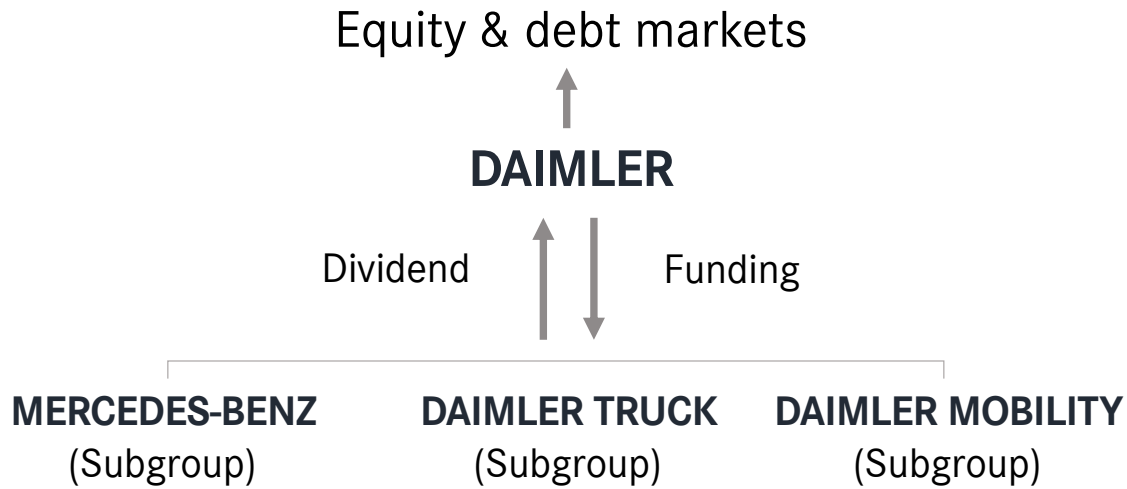 Equity & debt markets
DAIMLER
Dividend
Funding
MERCEDES-BENZ
DAIMLER TRUCK
DAIMLER MOBILITY
(Subgroup)
(Subgroup)
(Subgroup)